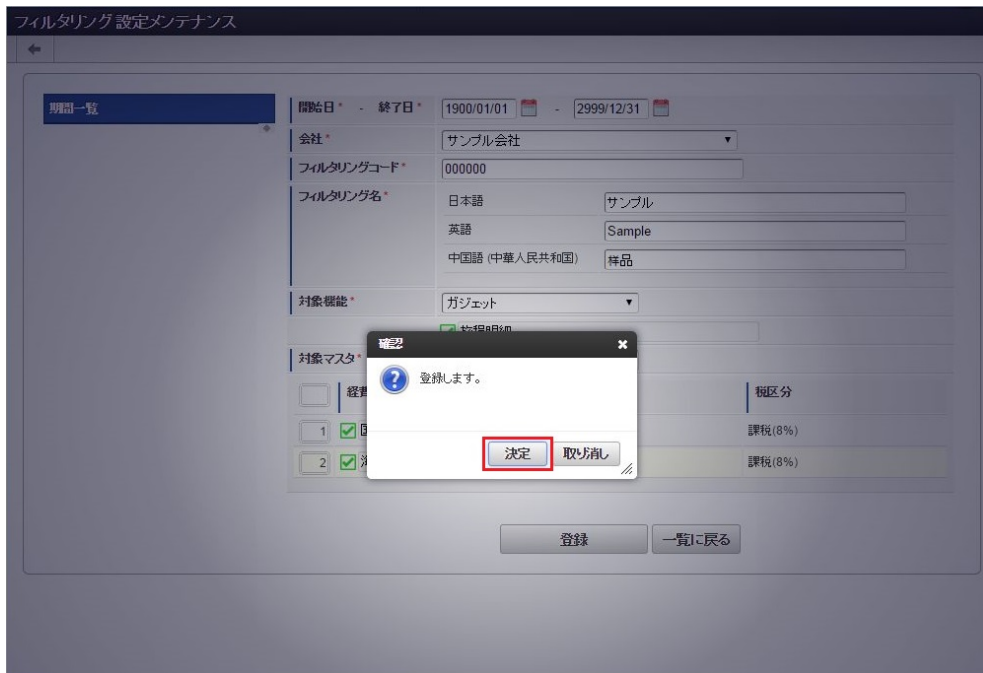 フィルタリング設定メンテナンス
期間一覧
開始日* - 終了日* 1900/01/01 - 2999/12/31
会社* サンプル会社
フィルタリングコード* 000000
フィルタリング名* 日本語 サンプル
英語 Sample
中国語 (中華人民共和国) 样品
対象機能* ガジェット
対象マスタ*
確認
登録します。
決定 取り消し
税区分
1 課税(8%)
2 課税(8%)
登録 一覧に戻る